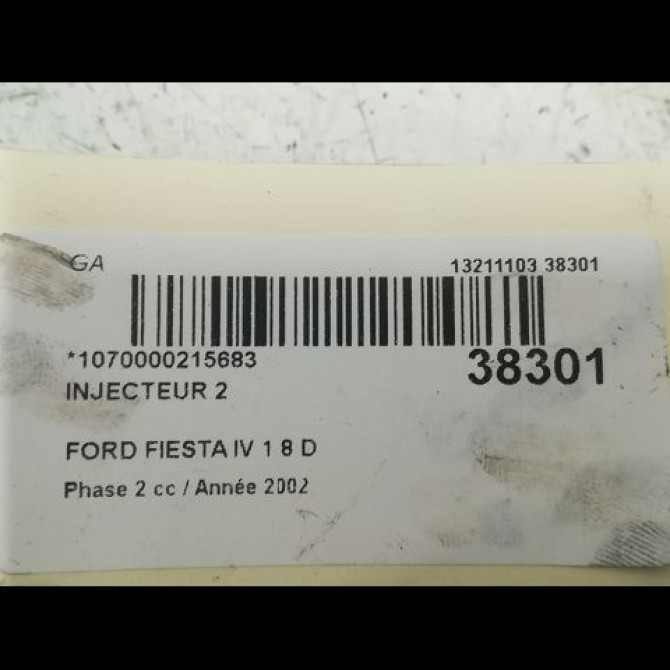 GA
13211103 38301
*1070000215683
38301
INJECTEUR 2
FORD FIESTA IV 1 8 D
Phase 2 cc / Année 2002